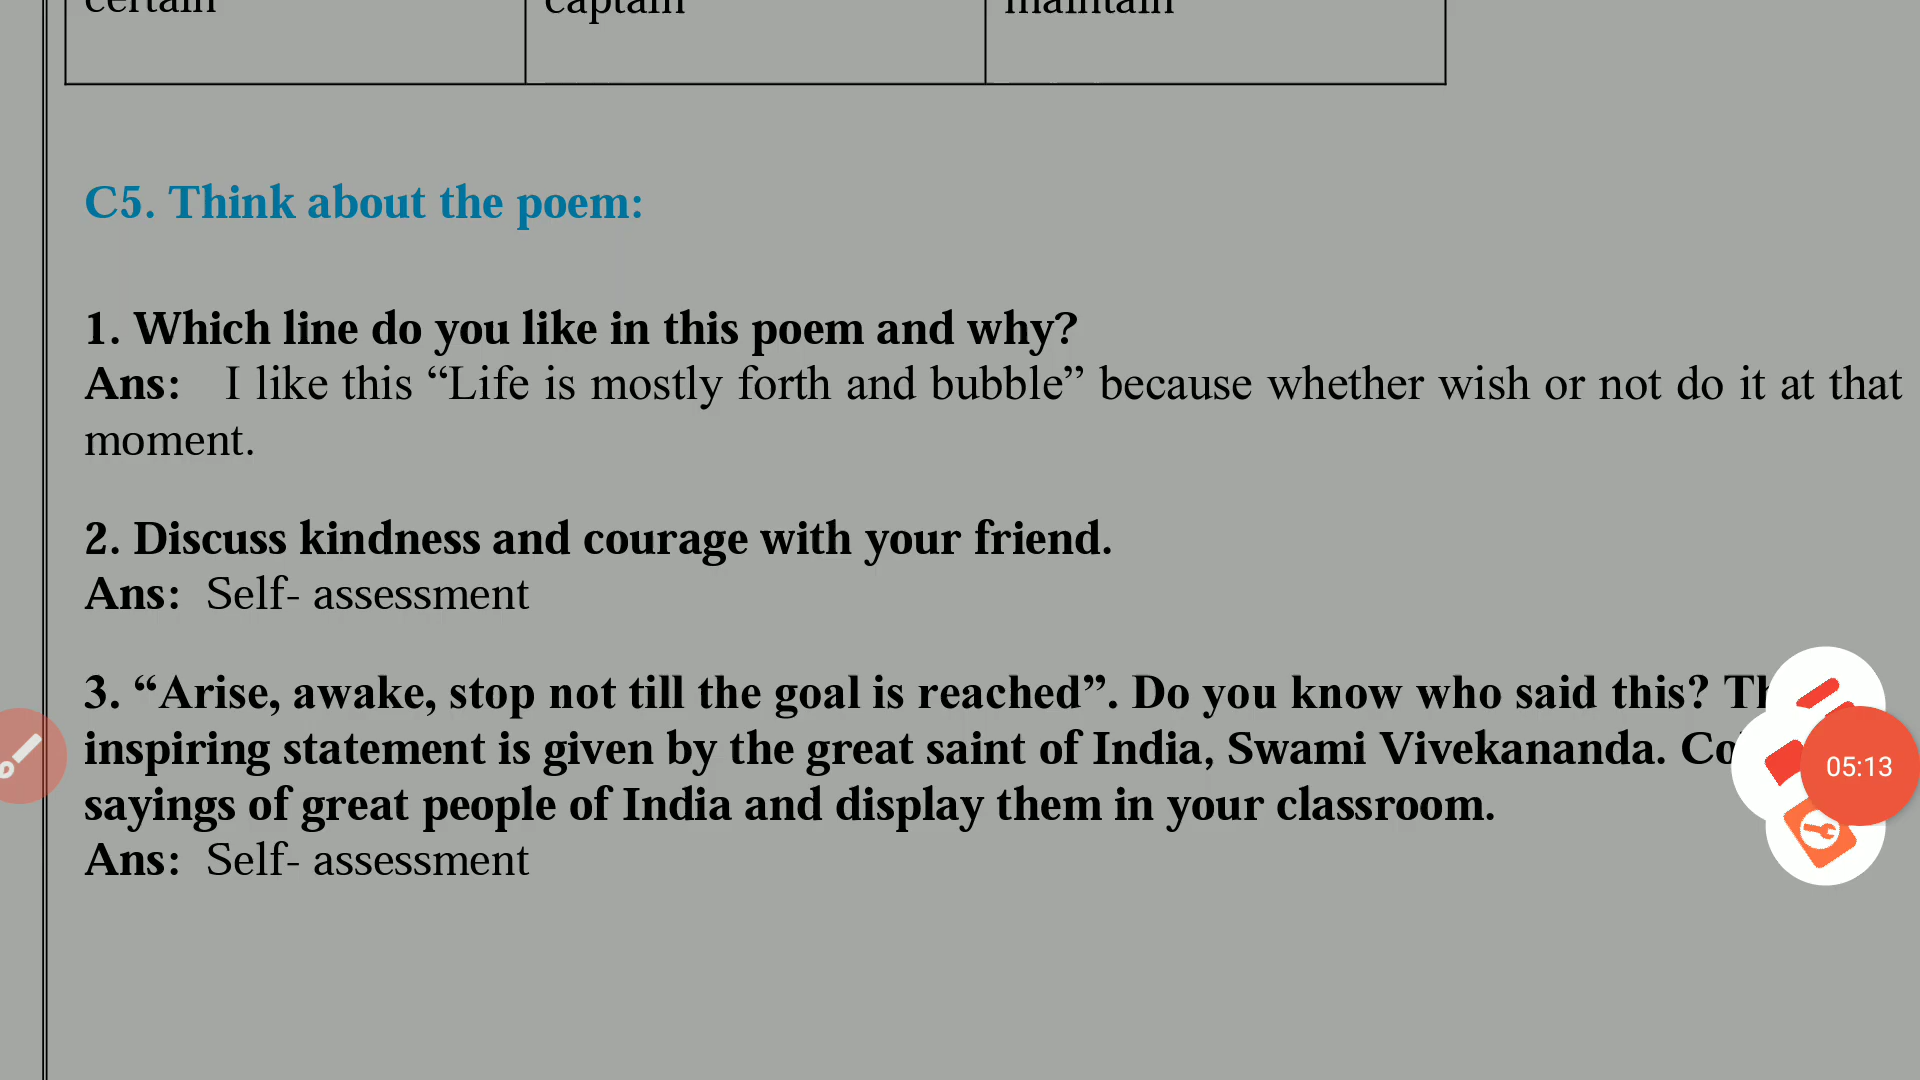 certain captain maintain
C5. Think about the poem:
1. Which line do you like in this poem and why?
Ans: I like this “Life is mostly forth and bubble” because whether wish or not do it at that
moment.
2. Discuss kindness and courage with your friend.
Ans: Self- assessment
3. “Arise, awake, stop not till the goal is reached”. Do you know who said this?
inspiring statement is given by the great saint of India, Swami Vivekananda.
sayings of great people of India and display them in your classroom.
Ans: Self- assessment
05:13